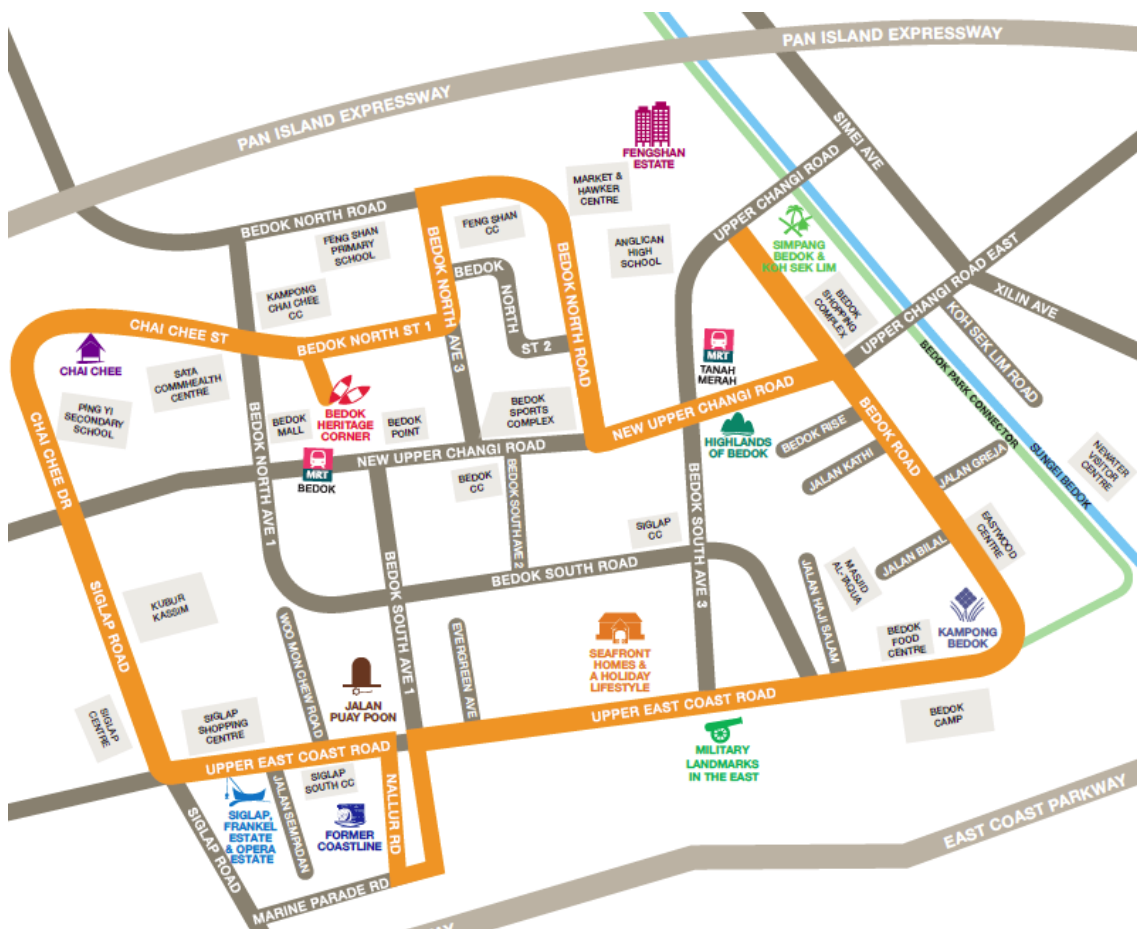 PAN ISLAND EXPRESSWAY
PAN ISLAND EXPRESSWAY
SIMEI AVE
FENGSHAN
ESTATE
MARKET &
HAWKER
CENTRE
UPPER CHANGI ROAD
BEDOK NORTH ROAD
FENG SHAN
PRIMARY
SCHOOL
FENG SHAN
CC
BEDOK NORTH AVE 3
BEDOK
NORTH
ST 2
BEDOK NORTH ROAD
ANGLICAN
HIGH
SCHOOL
SIMPANG
BEDOK &
KOH SEK LIM
UPPER CHANGI ROAD EAST
XILIN AVE
KOH SEK LIM ROAD
KAMPONG
CHAI CHEE
CC
BEDOK
SHOPPING
COMPLEX
CHAI CHEE ST
BEDOK NORTH ST 1
CHAI CHEE
SATA
COMMHEALTH
CENTRE
PING YI
SECONDARY
SCHOOL
CHAI CHEE DR
BEDOK NORTH AVE 1
BEDOK
MALL
BEDOK
HERITAGE
CORNER
BEDOK
POINT
BEDOK
SPORTS
COMPLEX
MRT
TANAH
MERAH
NEW UPPER CHANGI ROAD
HIGHLANDS
OF BEDOK
BEDOK ROAD
BEDOK RISE
JALAN KATHI
JALAN GREJA
BEDOK PARK CONNECTOR
SUNGEI BEDOK
NEWATER
VISITOR
CENTRE
MRT
BEDOK
NEW UPPER CHANGI ROAD
BEDOK
CC
BEDOK SOUTH AVE 2
BEDOK SOUTH AVE 1
BEDOK SOUTH AVE 3
SIGLAP
CC
BEDOK SOUTH ROAD
EASTWOOD
CENTRE
JALAN BILAL
MASJID
AL-TAQUA
JALAN HAJI SALAM
KUBUR
KASSIM
SIGLAP ROAD
WOO MON CHEW ROAD
EVERGREEN AVE
SEAFRONT
HOMES &
A HOLIDAY
LIFESTYLE
BEDOK
FOOD
CENTRE
KAMPONG
BEDOK
JALAN
PUAY POON
SIGLAP
CENTRE
SIGLAP
SHOPPING
CENTRE
UPPER EAST COAST ROAD
UPPER EAST COAST ROAD
BEDOK
CAMP
MILITARY
LANDMARKS
IN THE EAST
SIGLAP
SOUTH CC
JALAN SEMPADAN
NALLUR RD
SIGLAP,
FRANKEL
ESTATE
& OPERA
ESTATE
FORMER
COASTLINE
SIGLAP ROAD
MARINE PARADE RD
EAST COAST PARKWAY